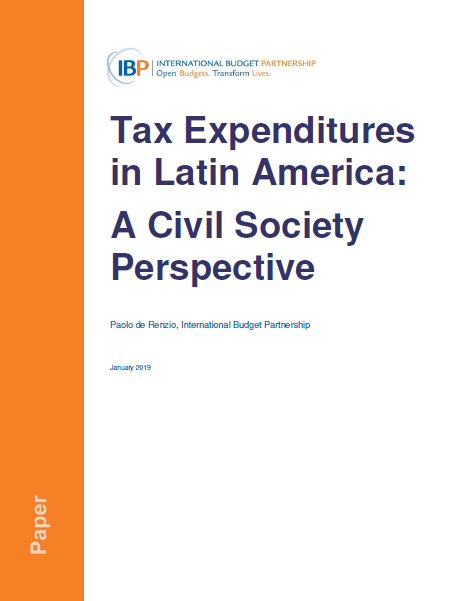 IBP INTERNATIONAL BUDGET PARTNERSHIP
Open Budgets. Transform Lives.
Tax Expenditures
in Latin America:
A Civil Society
Perspective
Paolo de Renzio, International Budget Partnership
January 2019
Paper